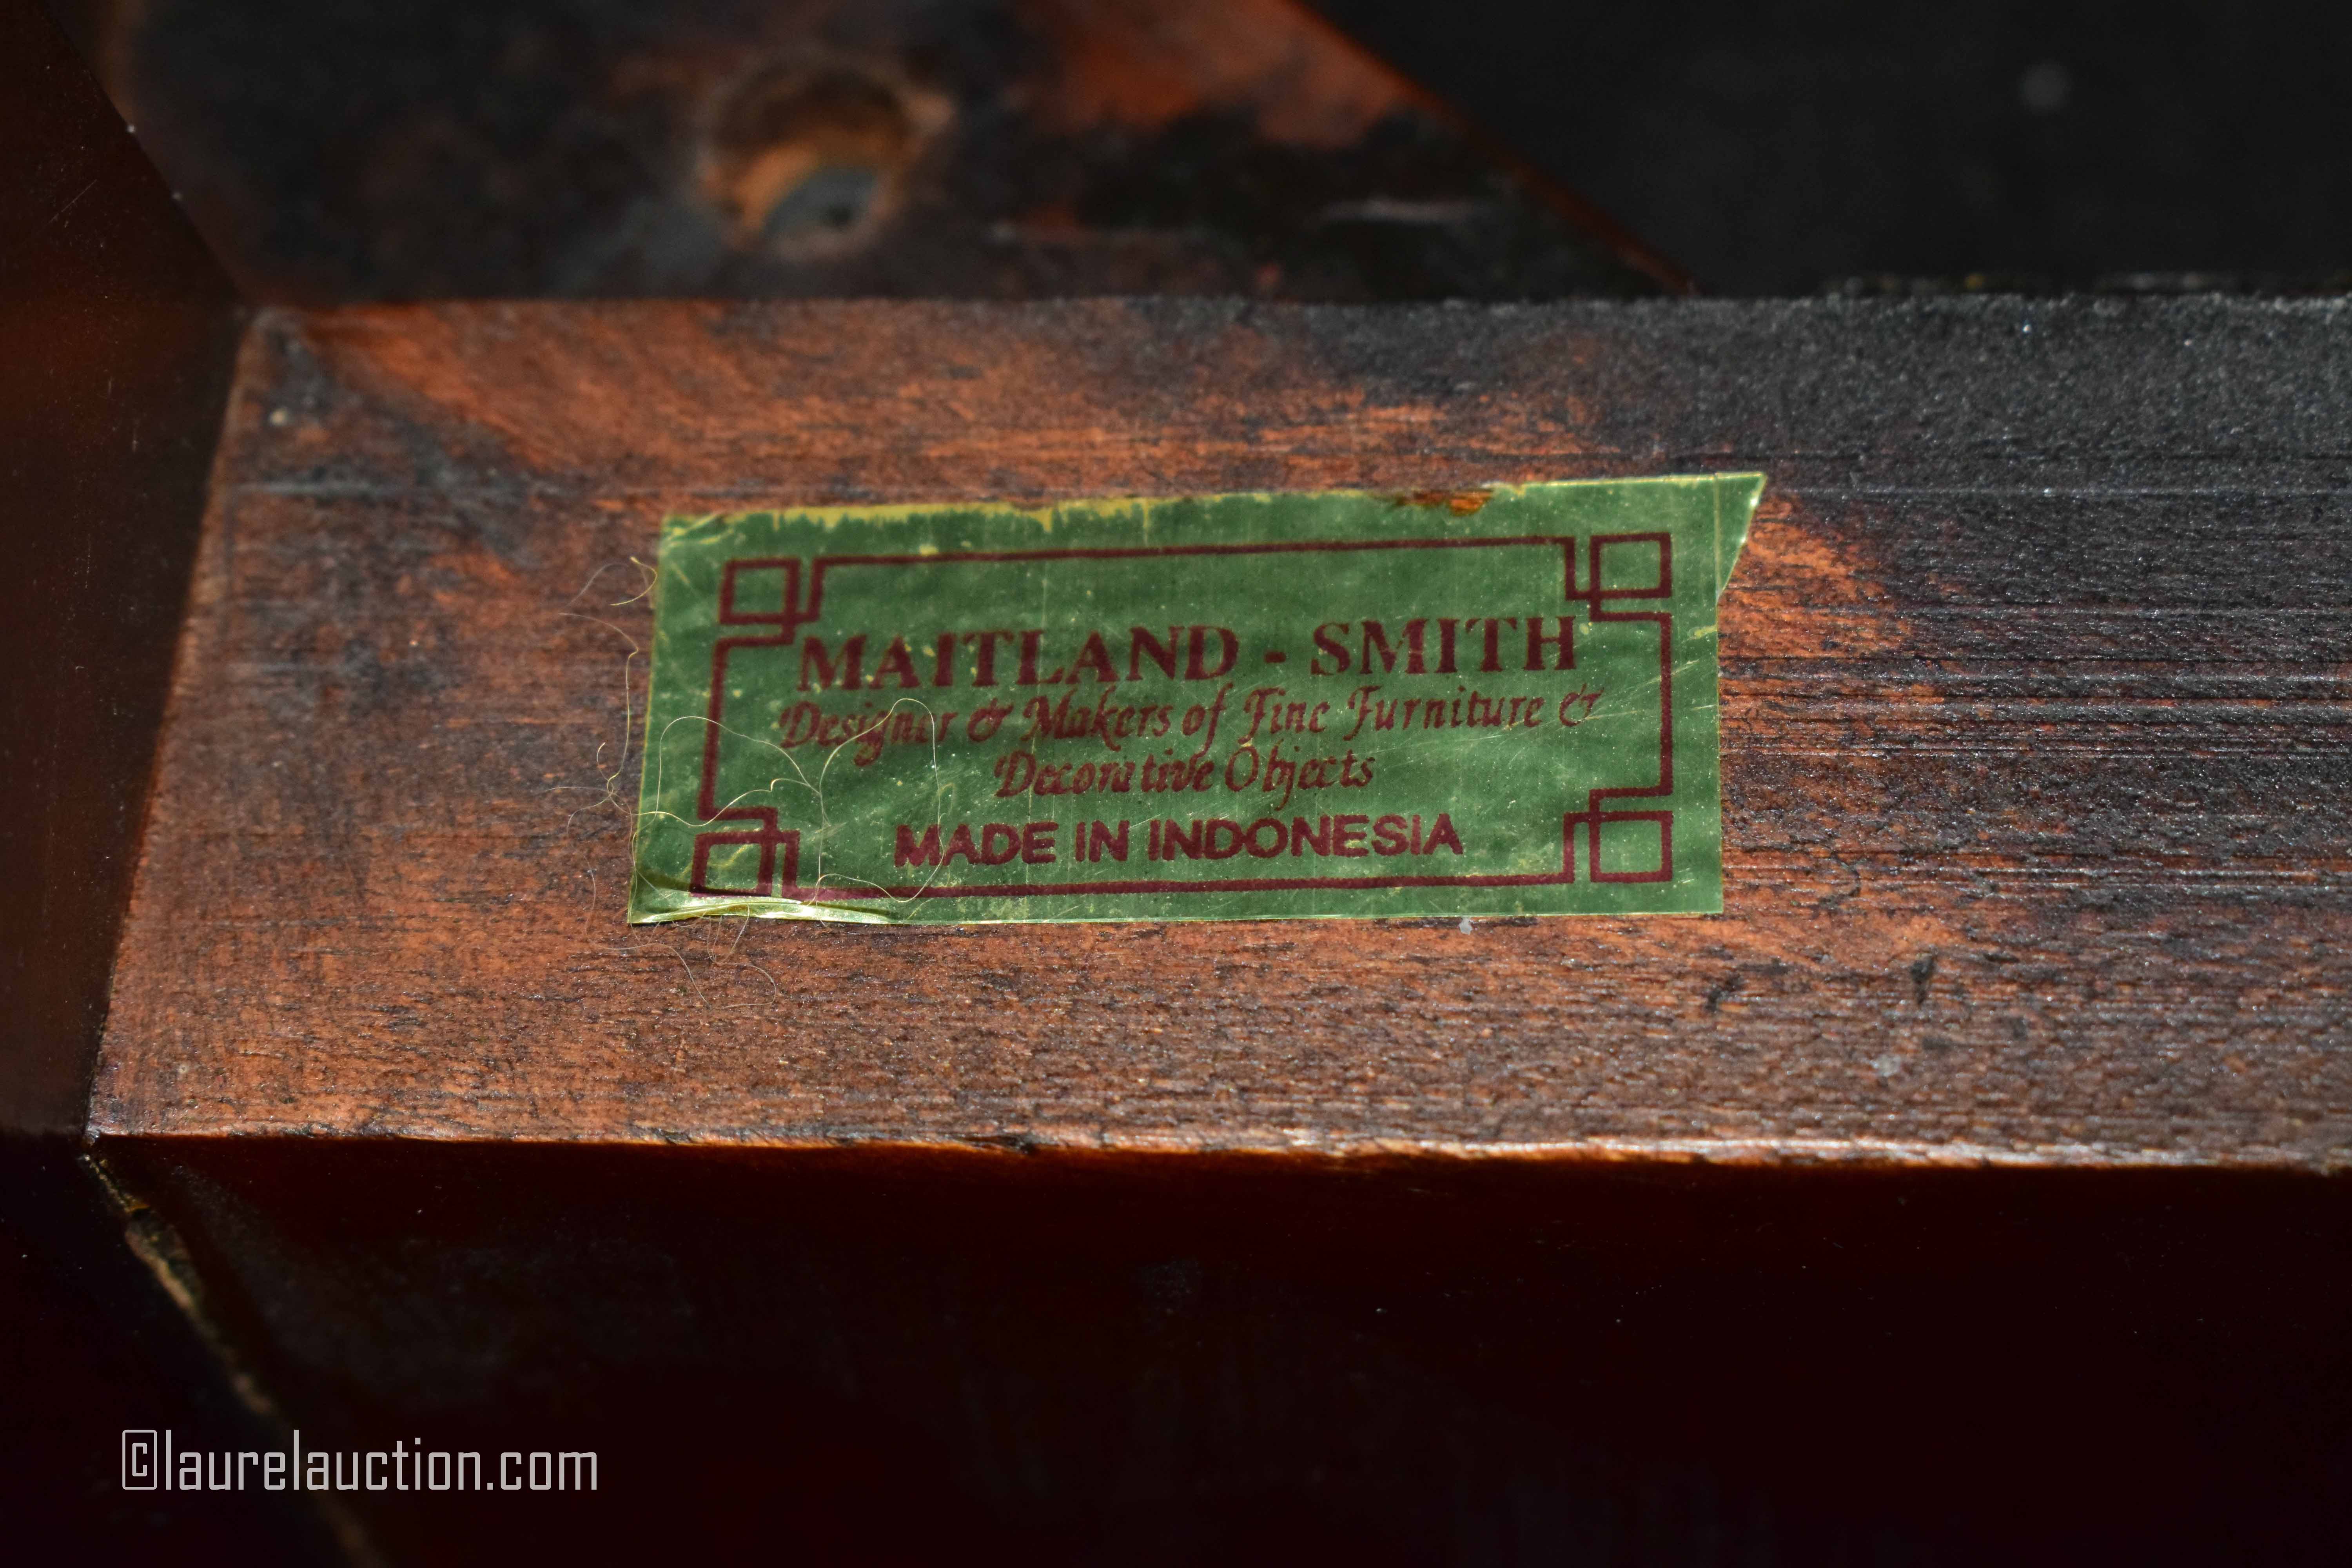 MAITLAND - SMITH
Designer & Makers of Fine Furniture &
Decorative Objects
MADE IN INDONESIA
©laurelauction.com